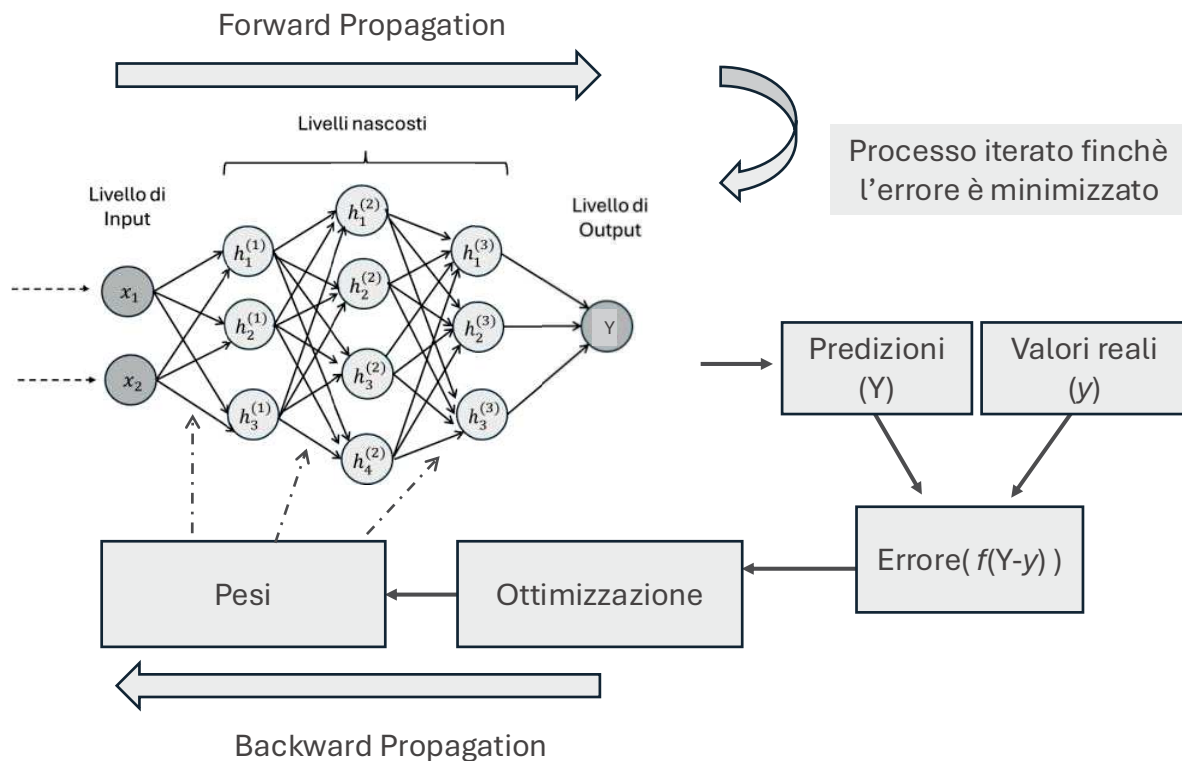 Forward Propagation
Livelli nascosti
Processo iterato finchè
l'errore è minimizzato
Livello di
Input
Livello di
Output
x₁
x₂
h₁⁽¹⁾
h₂⁽¹⁾
h₃⁽¹⁾
h₁⁽²⁾
h₂⁽²⁾
h₃⁽²⁾
h₄⁽²⁾
h₁⁽³⁾
h₂⁽³⁾
h₃⁽³⁾
Y
Predizioni
(Y)
Valori reali
(y)
Errore( f(Y-y) )
Ottimizzazione
Pesi
Backward Propagation